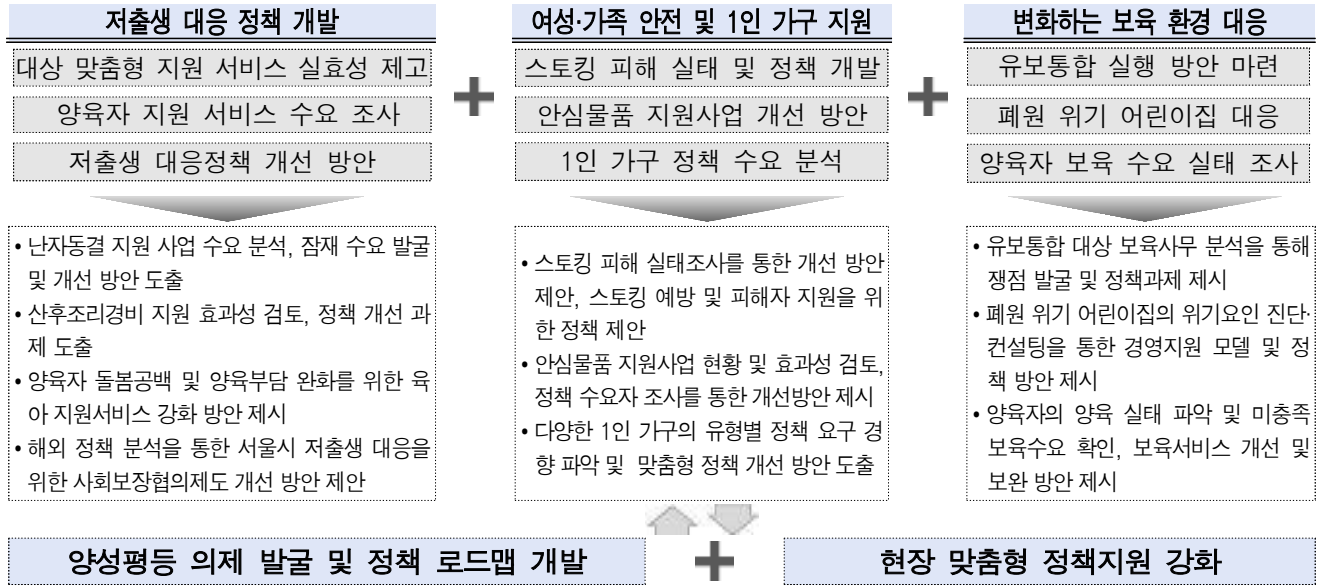 저출생 대응 정책 개발
대상 맞춤형 지원 서비스 실효성 제고
양육자 지원 서비스 수요 조사
저출생 대응정책 개선 방안
• 난자동결 지원 사업 수요 분석, 잠재 수요 발굴
및 개선 방안 도출
• 산후조리경비 지원 효과성 검토, 정책 개선 과
제 도출
• 양육자 돌봄공백 및 양육부담 완화를 위한 육
아 지원서비스 강화 방안 제시
• 해외 정책 분석을 통한 서울시 저출생 대응을
위한 사회보장협의제도 개선 방안 제안
여성·가족 안전 및 1인 가구 지원
스토킹 피해 실태 및 정책 개발
안심물품 지원사업 개선 방안
1인 가구 정책 수요 분석
• 스토킹 피해 실태조사를 통한 개선 방안
제안, 스토킹 예방 및 피해자 지원을 위
한 정책 제안
• 안심물품 지원사업 현황 및 효과성 검토,
정책 수요자 조사를 통한 개선방안 제시
• 다양한 1인 가구의 유형별 정책 요구 경
향 파악 및 맞춤형 정책 개선 방안 도출
변화하는 보육 환경 대응
유보통합 실행 방안 마련
폐원 위기 어린이집 대응
양육자 보육 수요 실태 조사
• 유보통합 대상 보육사무 분석을 통해
쟁점 발굴 및 정책과제 제시
• 폐원 위기 어린이집의 위기요인 진단·
컨설팅을 통한 경영지원 모델 및 정
책 방안 제시
• 양육자의 양육 실태 파악 및 미충족
보육수요 확인, 보육서비스 개선 및
보완 방안 제시
양성평등 의제 발굴 및 정책 로드맵 개발
현장 맞춤형 정책지원 강화